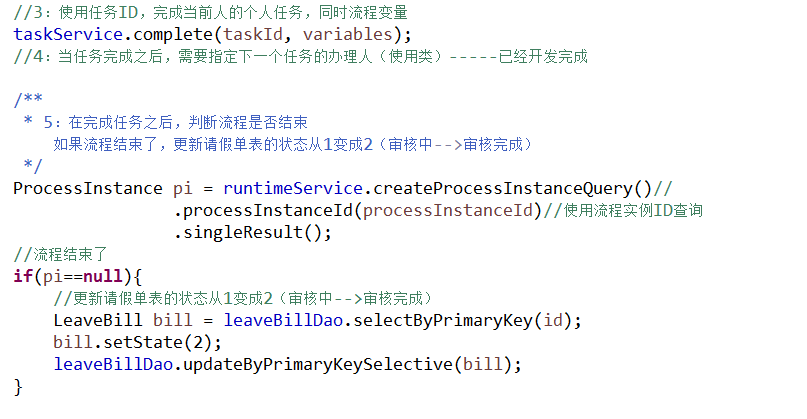 //3：使用任务ID，完成当前人的个人任务，同时流程变量
taskService.complete(taskId, variables);
//4：当任务完成之后，需要指定下一个任务的办理人（使用类）-----已经开发完成
/**
 * 5：在完成任务之后，判断流程是否结束
    如果流程结束了，更新请假单表的状态从1变成2（审核中-->审核完成）
 */
ProcessInstance pi = runtimeService.createProcessInstanceQuery()//
                .processInstanceId(processInstanceId)//使用流程实例ID查询
                .singleResult();
//流程结束了
if(pi==null){
    //更新请假单表的状态从1变成2（审核中-->审核完成）
    LeaveBill bill = leaveBillDao.selectByPrimaryKey(id);
    bill.setState(2);
    leaveBillDao.updateByPrimaryKeySelective(bill);
}